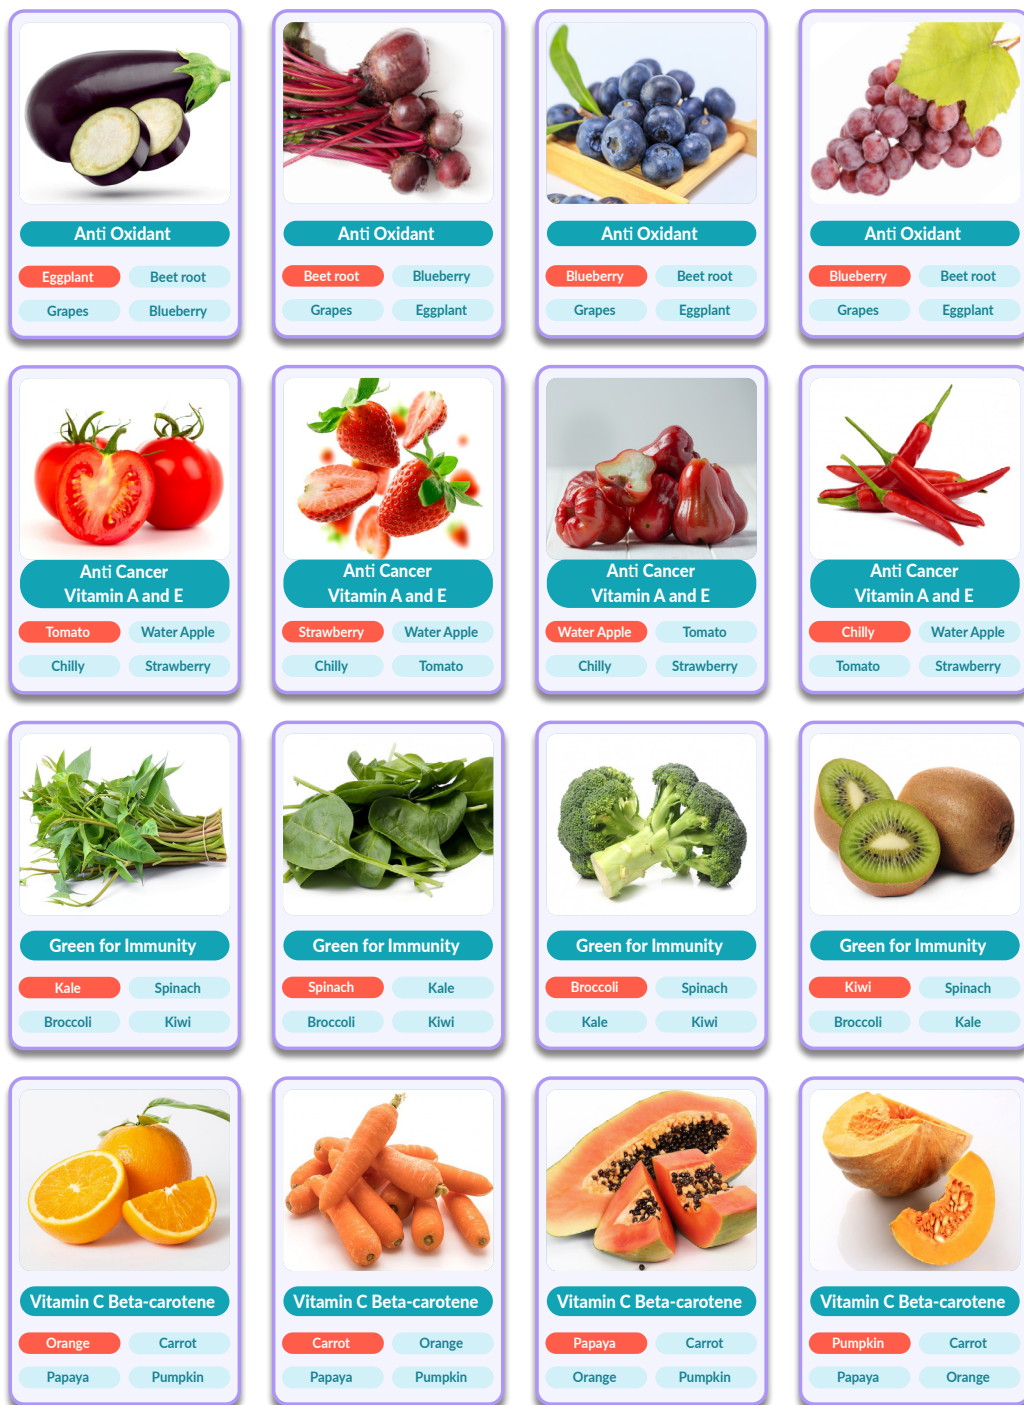 Anti Oxidant
Eggplant Beet root
Grapes Blueberry
Anti Oxidant
Beet root Blueberry
Grapes Eggplant
Anti Oxidant
Blueberry Beet root
Grapes Eggplant
Anti Oxidant
Blueberry Beet root
Grapes Eggplant
Anti Cancer
Vitamin A and E
Tomato Water Apple
Chilly Strawberry
Anti Cancer
Vitamin A and E
Strawberry Water Apple
Chilly Tomato
Anti Cancer
Vitamin A and E
Water Apple Tomato
Chilly Strawberry
Anti Cancer
Vitamin A and E
Chilly Water Apple
Tomato Strawberry
Green for Immunity
Kale Spinach
Broccoli Kiwi
Green for Immunity
Spinach Kale
Broccoli Kiwi
Green for Immunity
Broccoli Spinach
Kale Kiwi
Green for Immunity
Kiwi Spinach
Broccoli Kale
Vitamin C Beta-carotene
Orange Carrot
Papaya Pumpkin
Vitamin C Beta-carotene
Carrot Orange
Papaya Pumpkin
Vitamin C Beta-carotene
Papaya Carrot
Orange Pumpkin
Vitamin C Beta-carotene
Pumpkin Carrot
Papaya Orange